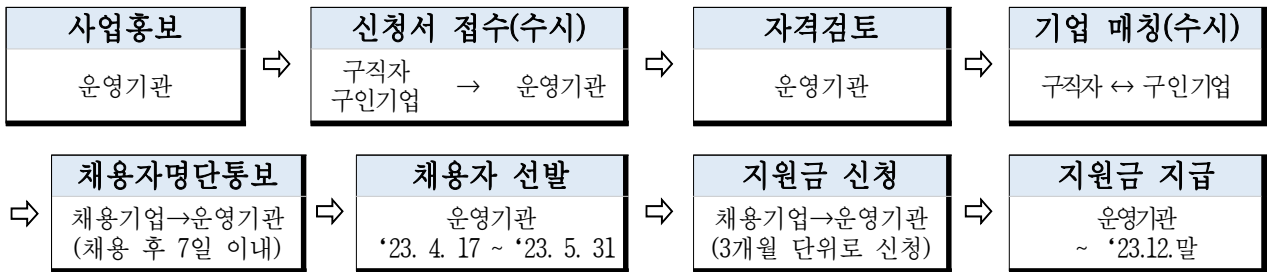 사업홍보
운영기관
⇨
신청서 접수(수시)
구직자
구인기업 → 운영기관
⇨
자격검토
운영기관
⇨
기업 매칭(수시)
구직자 ↔ 구인기업
⇨
채용자명단통보
채용기업→운영기관
(채용 후 7일 이내)
⇨
채용자 선발
운영기관
‘23. 4. 17 ~ ‘23. 5. 31
⇨
지원금 신청
채용기업→운영기관
(3개월 단위로 신청)
⇨
지원금 지급
운영기관
~ ‘23.12.말